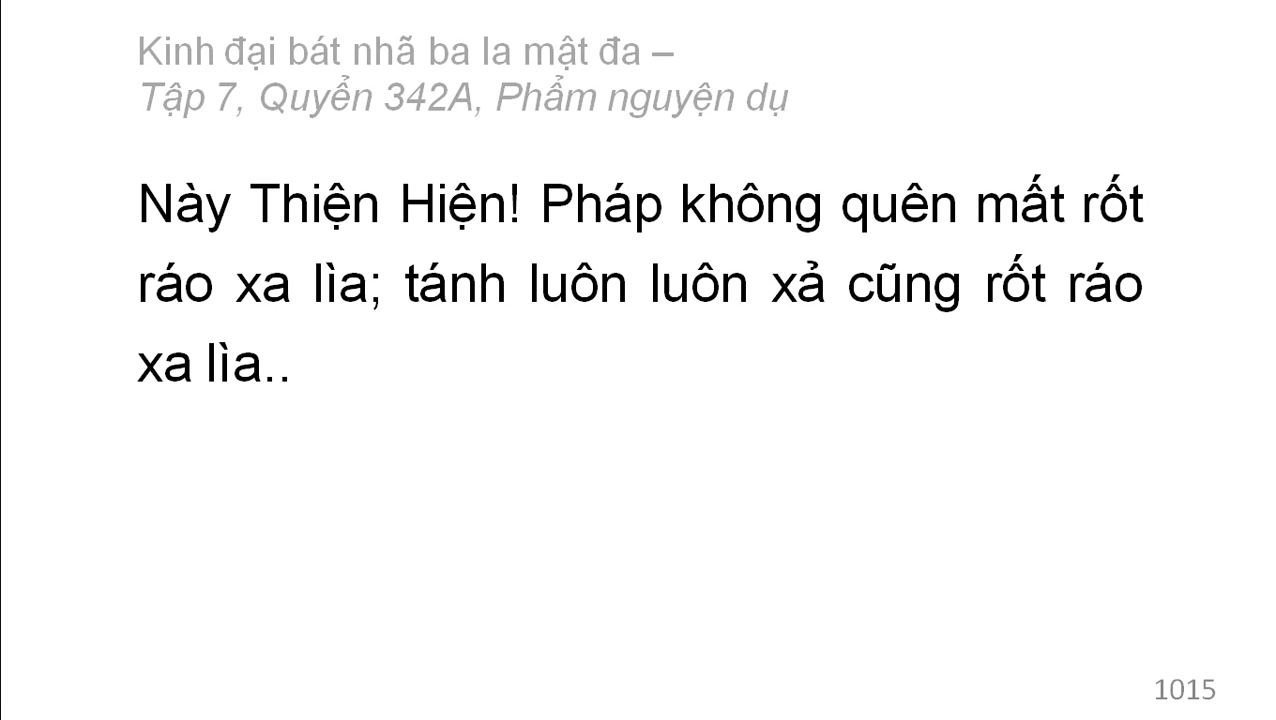 Kinh đại bát nhã ba la mật đa –
Tập 7, Quyển 342A, Phẩm nguyện dụ
Này Thiện Hiện! Pháp không quên mất rốt
ráo xa lìa; tánh luôn luôn xả cũng rốt ráo
xa lìa..
1015